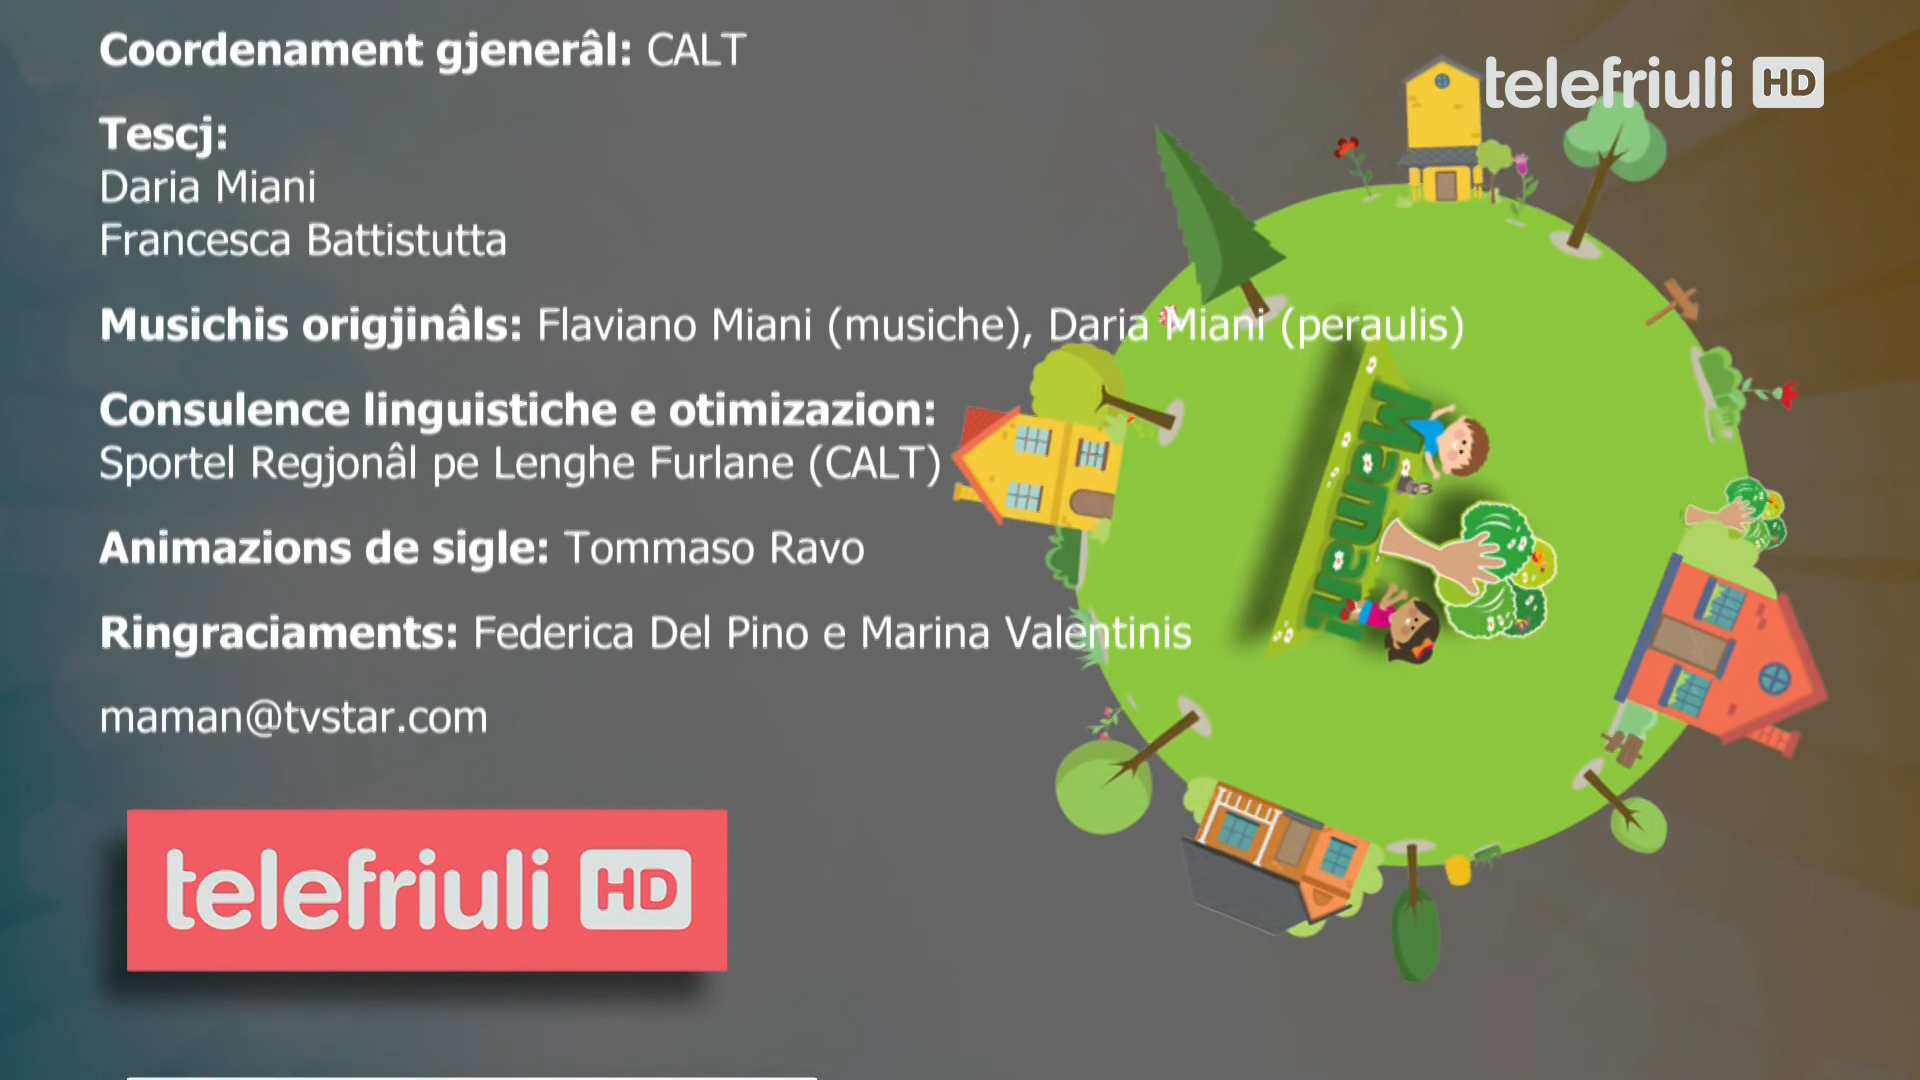 Coordenament gjenerâl: CALT
telefriuli HD
Tescj:
Daria Miani
Francesca Battistutta
Musichis origjinâls: Flaviano Miani (musiche), Daria Miani (peraulis)
Consulence linguistiche e otimizazion:
Sportel Regjonâl pe Lenghe Furlane (CALT)
Animazions de sigle: Tommaso Ravo
Ringraciaments: Federica Del Pino e Marina Valentinis
maman@tvstar.com
Maman!
telefriuli HD